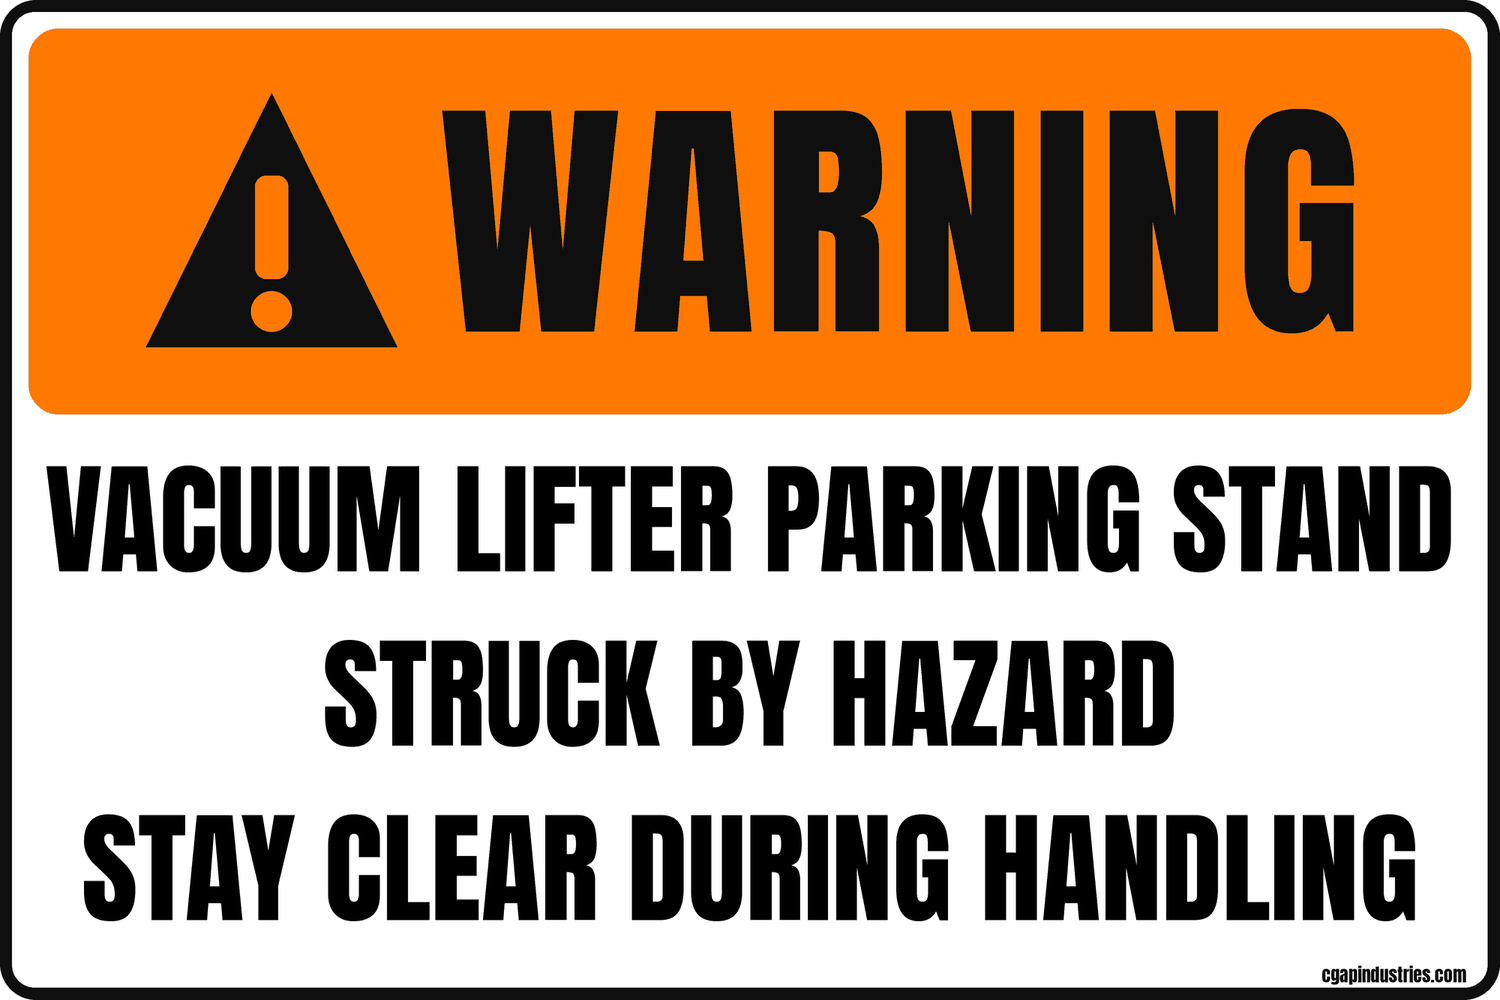 WARNING
VACUUM LIFTER PARKING STAND
STRUCK BY HAZARD
STAY CLEAR DURING HANDLING
cgapindustries.com